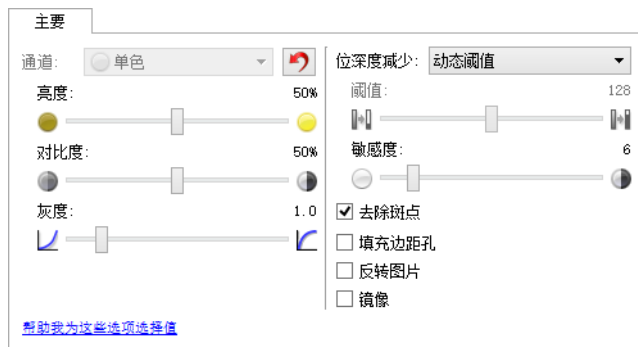 主要
通道: 单色
亮度: 50%
对比度: 50%
灰度: 1.0
帮助我为这些选项选择值
位深度减少: 动态阈值
阈值: 128
敏感度: 6
去除斑点
填充边距孔
反转图片
镜像